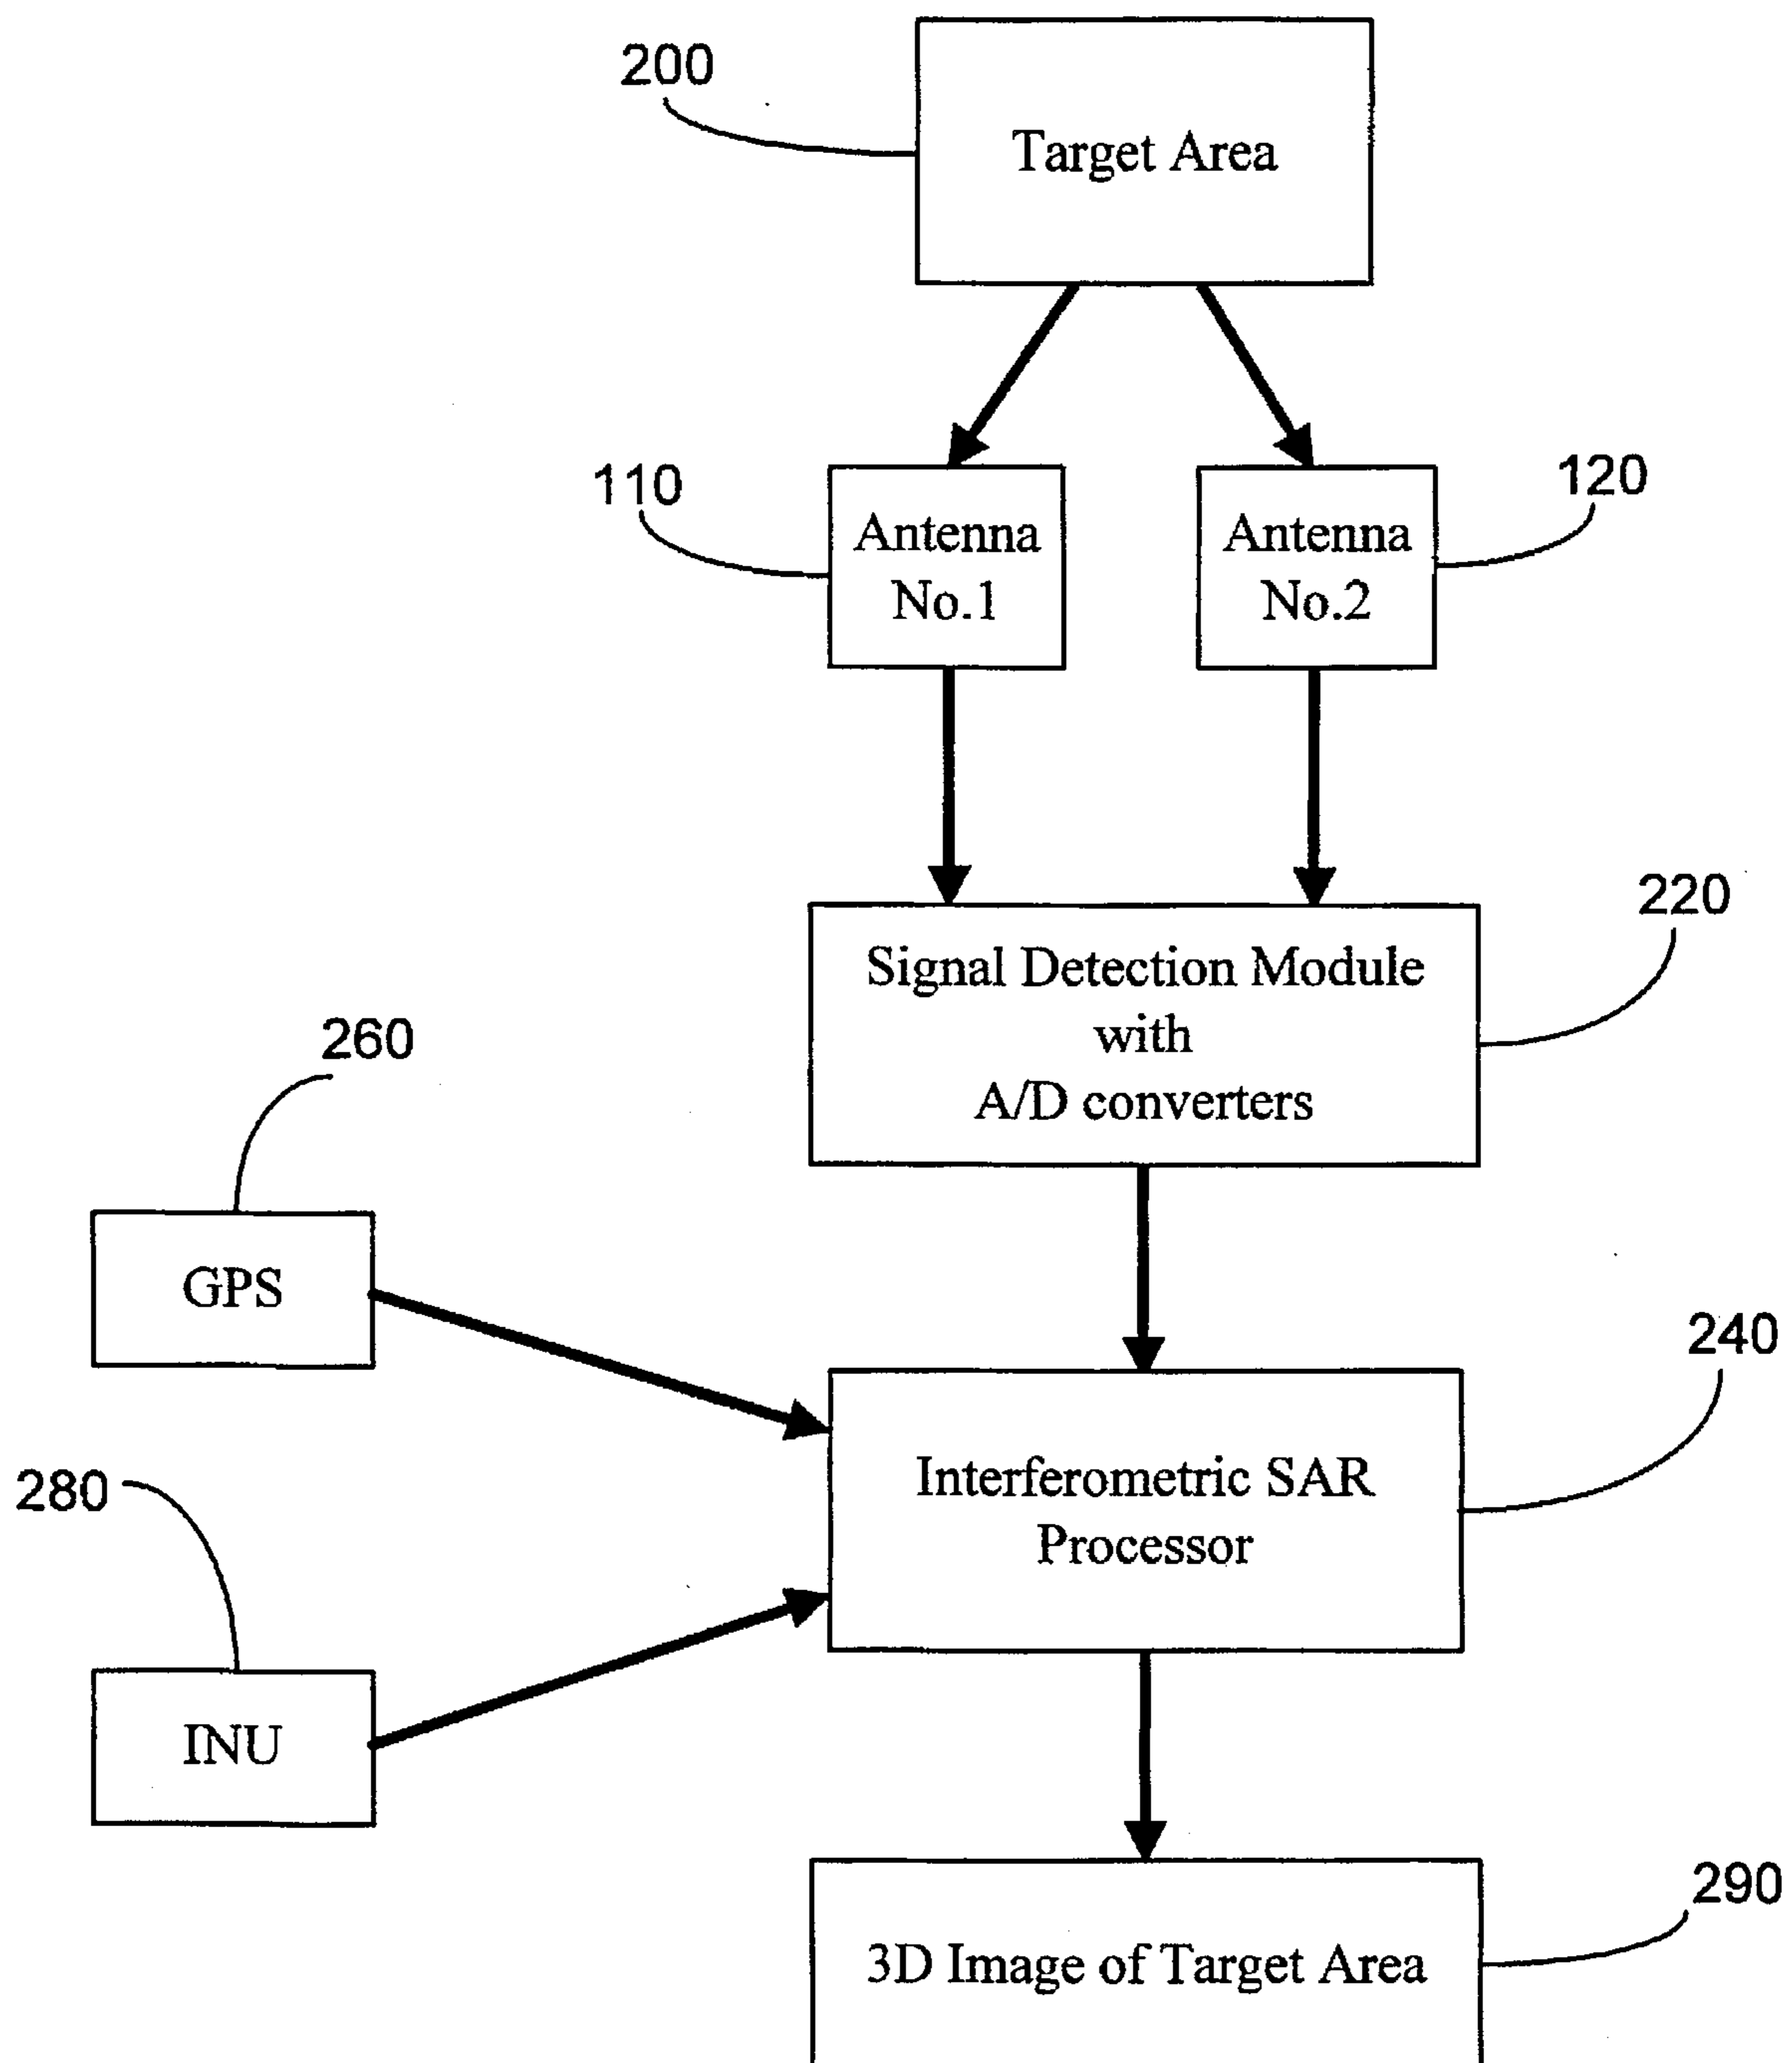 200
Target Area
110
Antenna
No.1
Antenna
No.2
120
220
Signal Detection Module
with
A/D converters
260
GPS
240
Interferometric SAR
Processor
280
INU
290
3D Image of Target Area